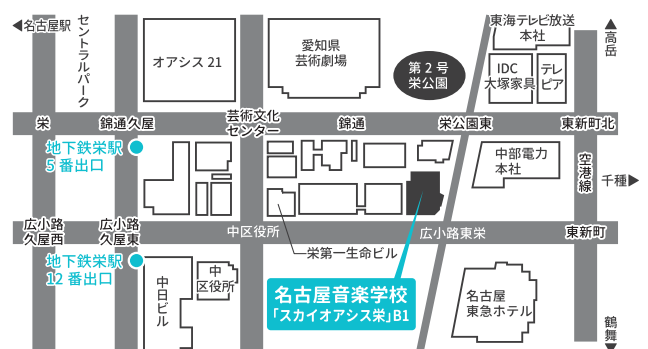 ◀名古屋駅
セントラルパーク
オアシス 21
愛知県
芸術劇場
第 2 号
栄公園
東海テレビ放送
本社
▲高岳
IDC
大塚家具
テレ
ピア
栄
錦通久屋
芸術文化
センター
錦通
栄公園東
東新町北
地下鉄栄駅
5 番出口
中部電力
本社
空港線
千種▶
広小路
久屋西
広小路
久屋東
中区役所
広小路東栄
東新町
栄第一生命ビル
地下鉄栄駅
12 番出口
中日ビル
中
区役所
名古屋音楽学校
「スカイオアシス栄」B1
名古屋
東急ホテル
鶴舞▼